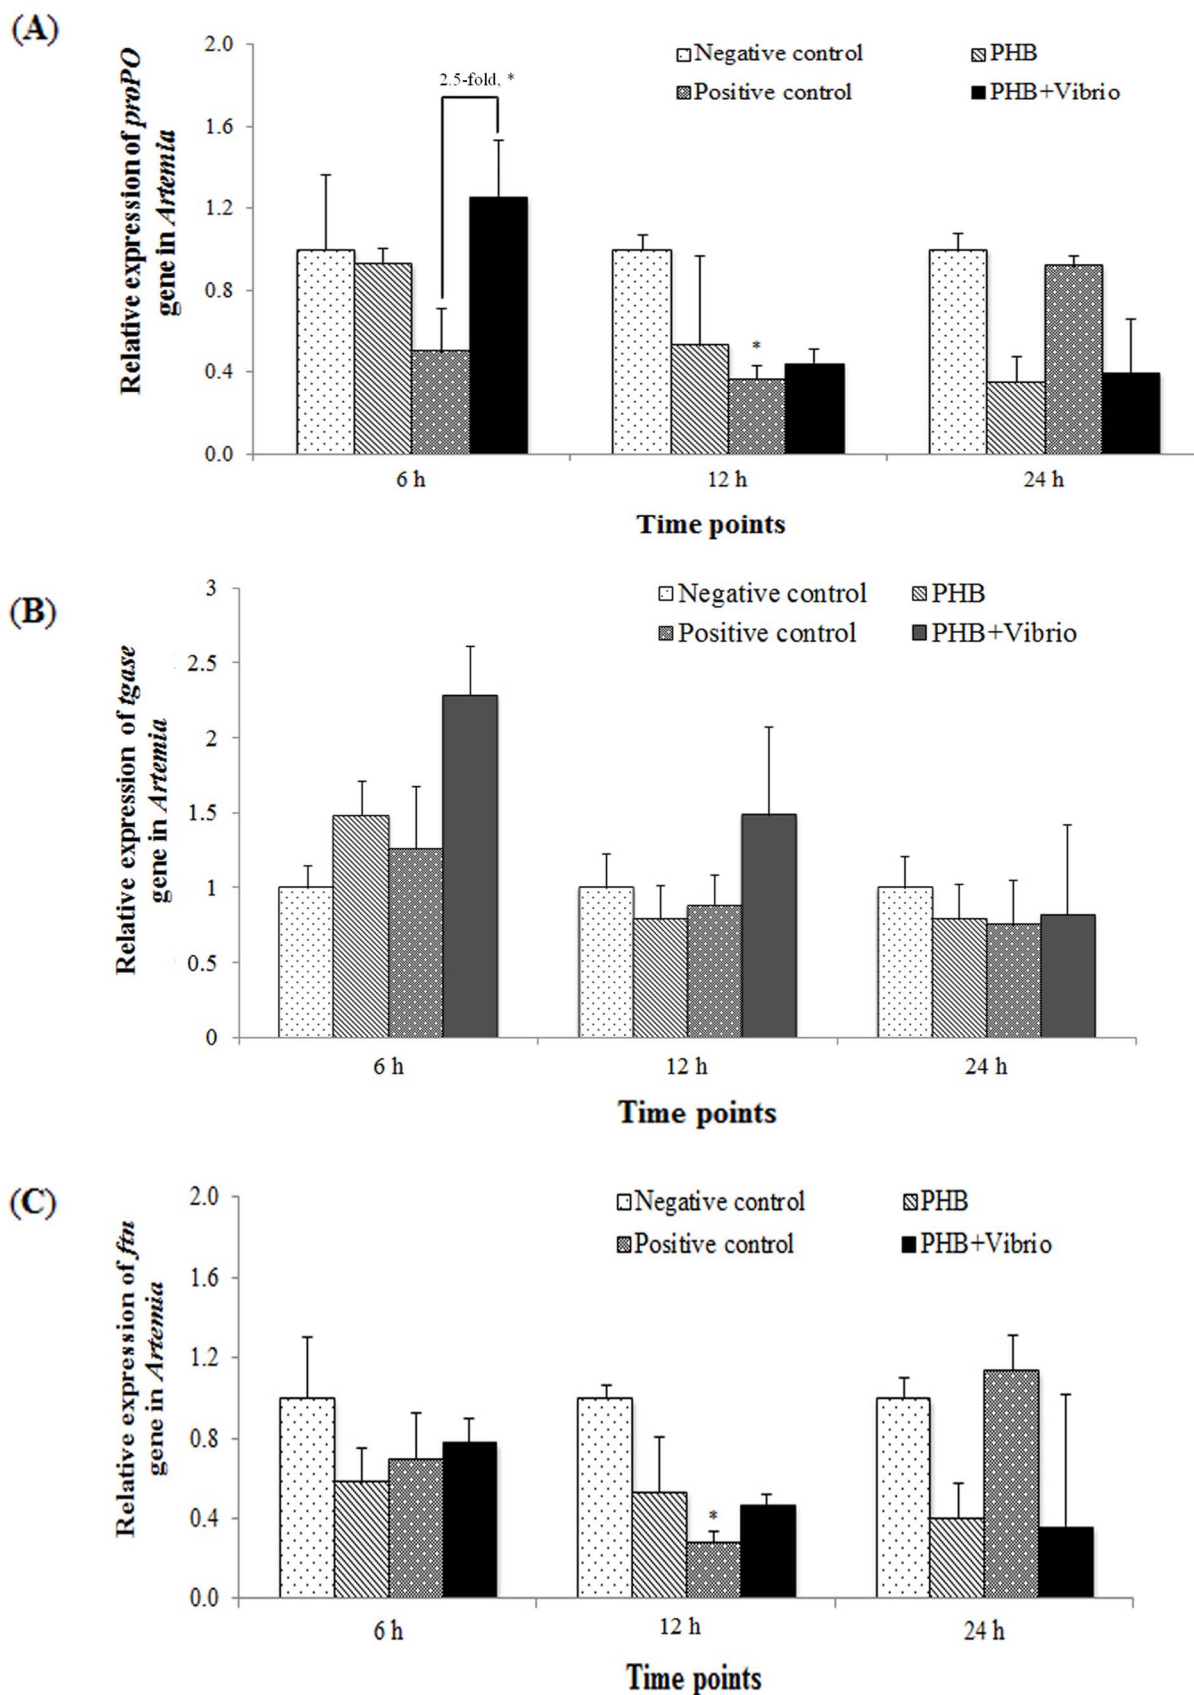 (A)
Relative expression of proPO
gene in Artemia
2.0
1.6
1.2
0.8
0.4
0.0
Negative control
PHB
Positive control
PHB+Vibrio
2.5-fold, *
*
6 h
12 h
24 h
Time points
(B)
Relative expression of tgase
gene in Artemia
3
2.5
2
1.5
1
0.5
0
Negative control
PHB
Positive control
PHB+Vibrio
6 h
12 h
24 h
Time points
(C)
Relative expression of ftn
gene in Artemia
2.0
1.6
1.2
0.8
0.4
0.0
Negative control
PHB
Positive control
PHB+Vibrio
*
6 h
12 h
24 h
Time points